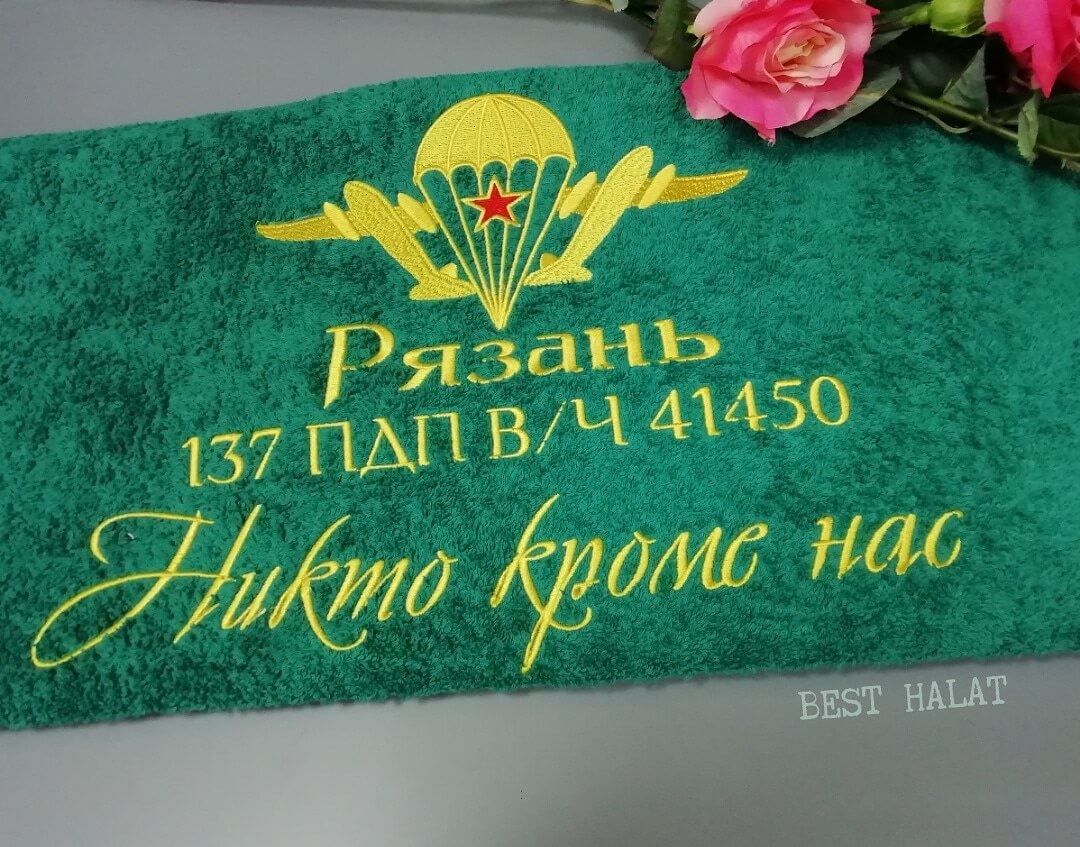 Рязань
137 ПДП В/Ч 41450
Никто кроме нас
BEST HALAT